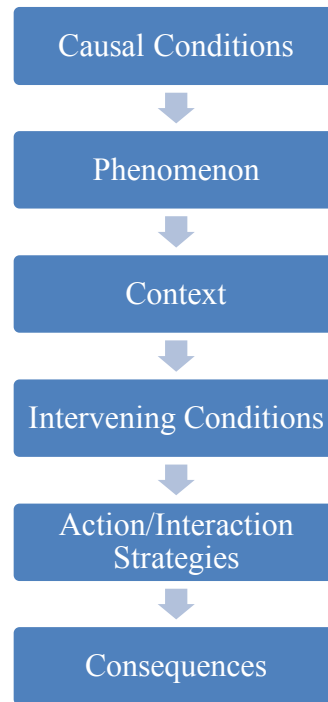 Causal Conditions
Phenomenon
Context
Intervening Conditions
Action/Interaction
Strategies
Consequences